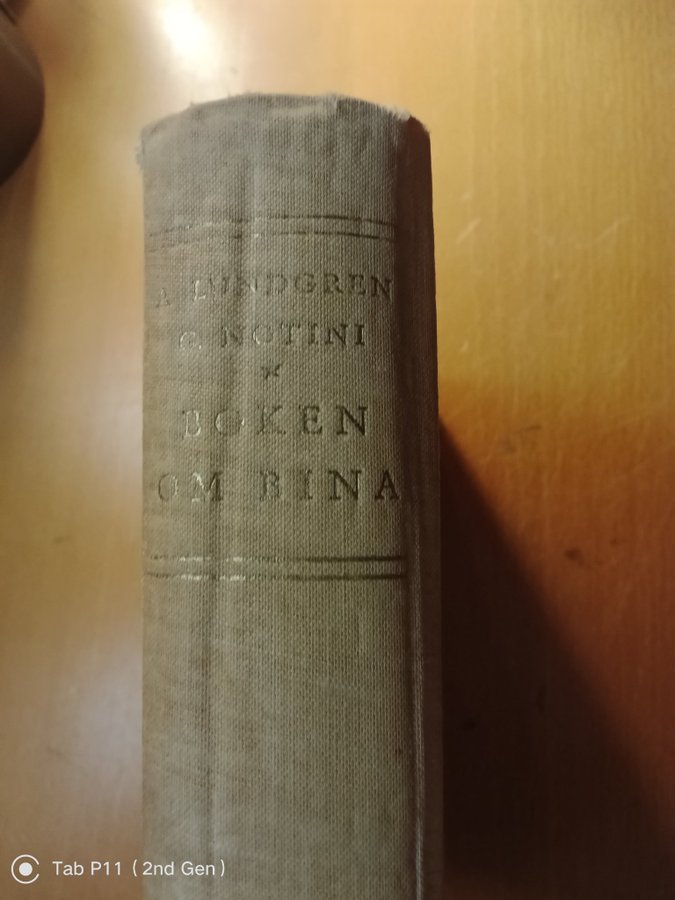 A. LUNDGREN
G. NOTINI
BOKEN
OM BINA
Tab P11 (2nd Gen)